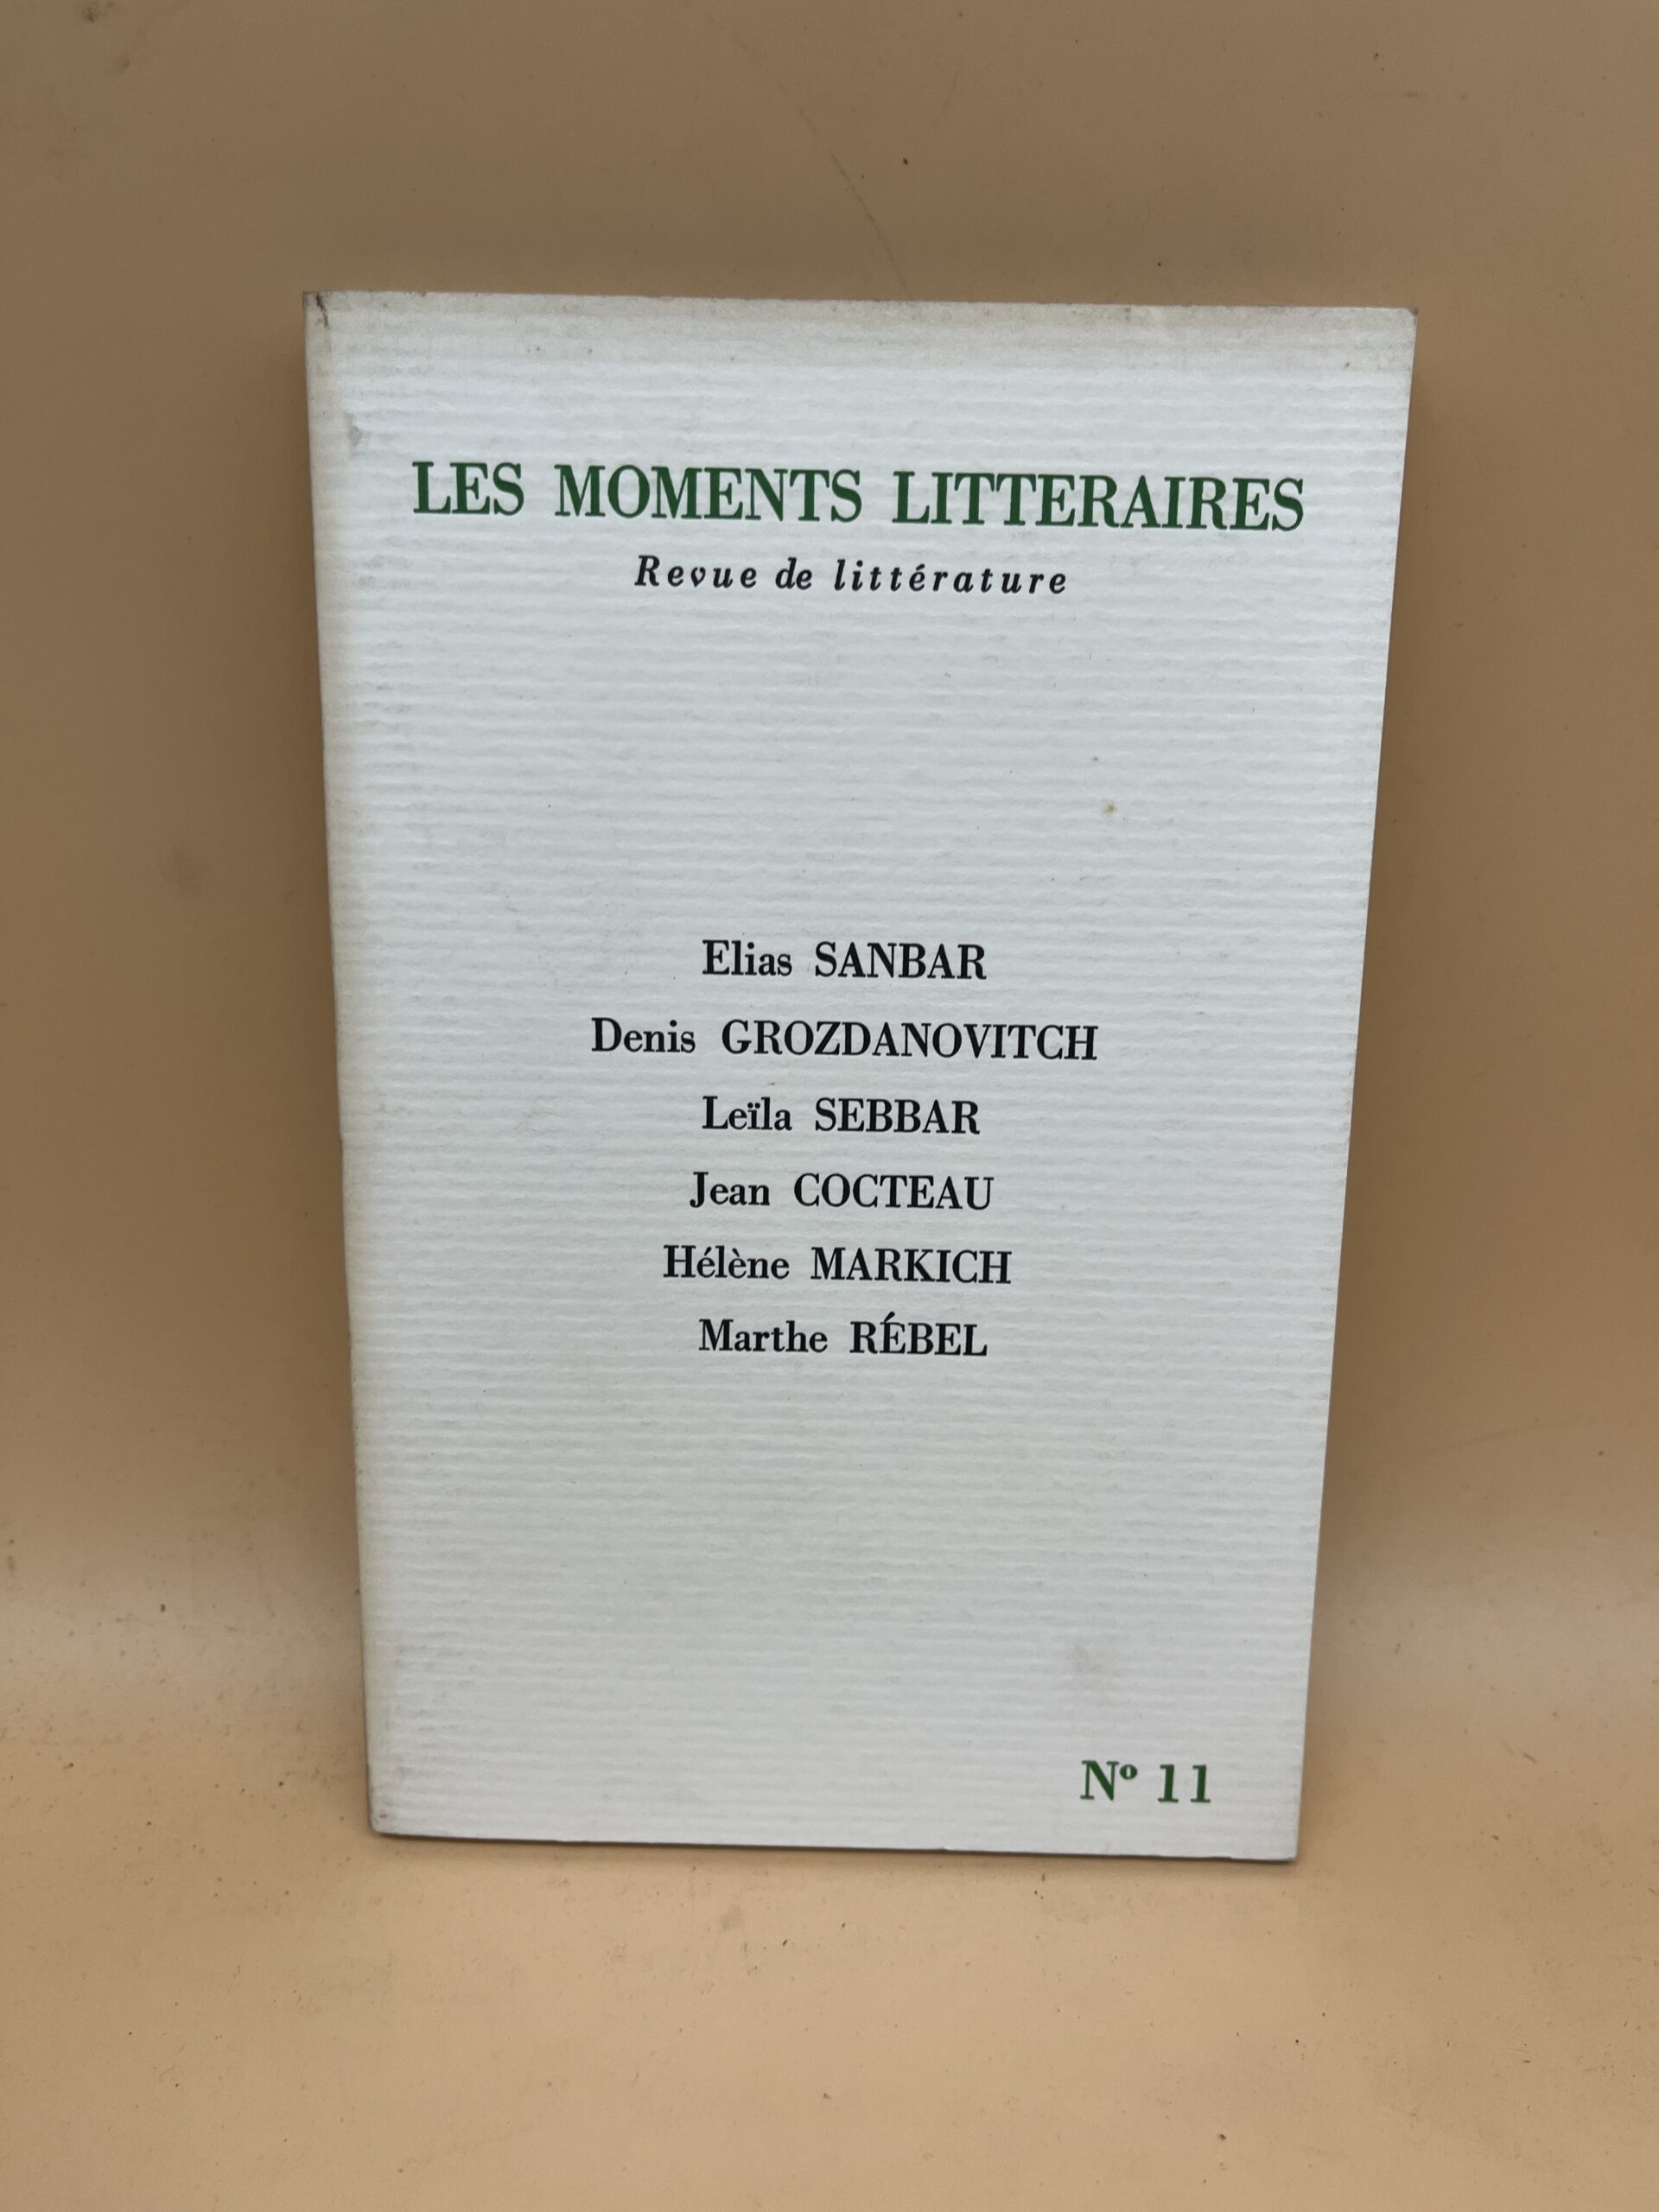 LES MOMENTS LITTERAIRES
Revue de littérature
Elias SANBAR
Denis GROZDANOVITCH
Leïla SEBBAR
Jean COCTEAU
Hélène MARKICH
Marthe RÉBEL
Nº 11